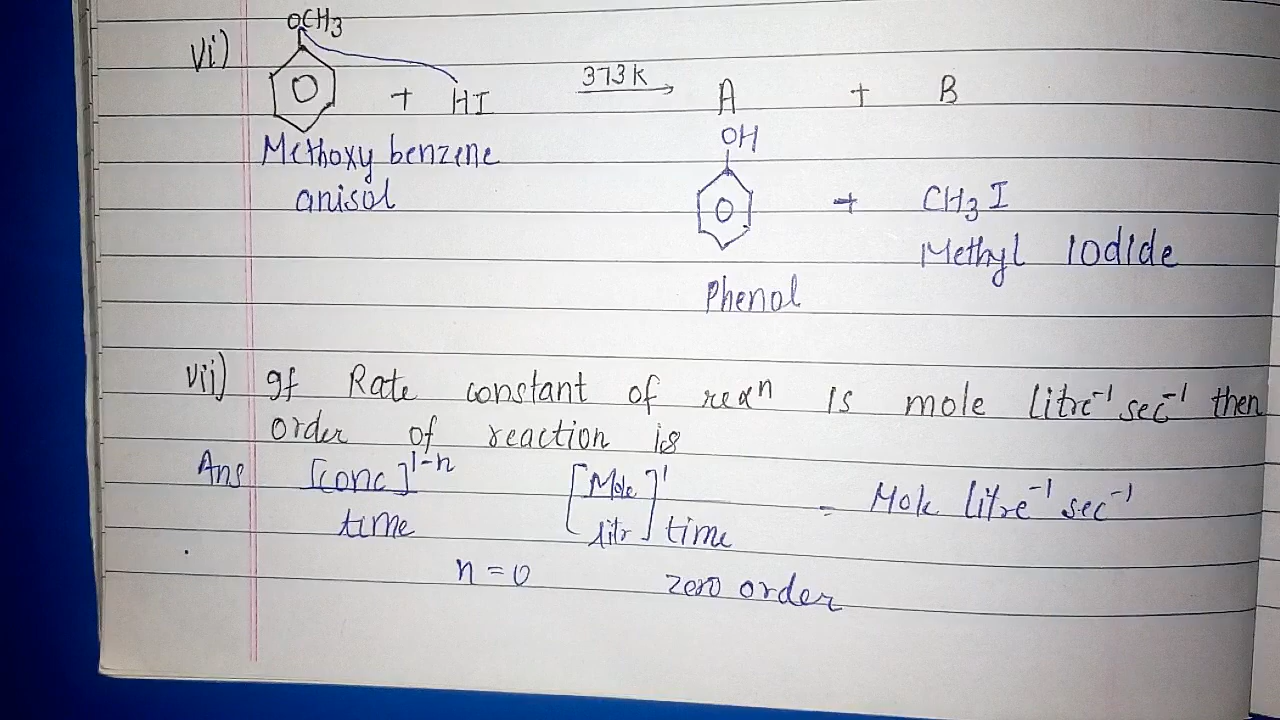 OCH3
vi) + HI 373K → A + B
Methoxy benzene
anisol
OH
+ CH3 I
Methyl Iodide
Phenol
vii) If Rate constant of reaxn is mole litre-1 sec-1 then
order of reaction is
Ans [conc]1-n [Mole]1 = Mole litre-1 sec-1
time litr time
n = 0 zero order